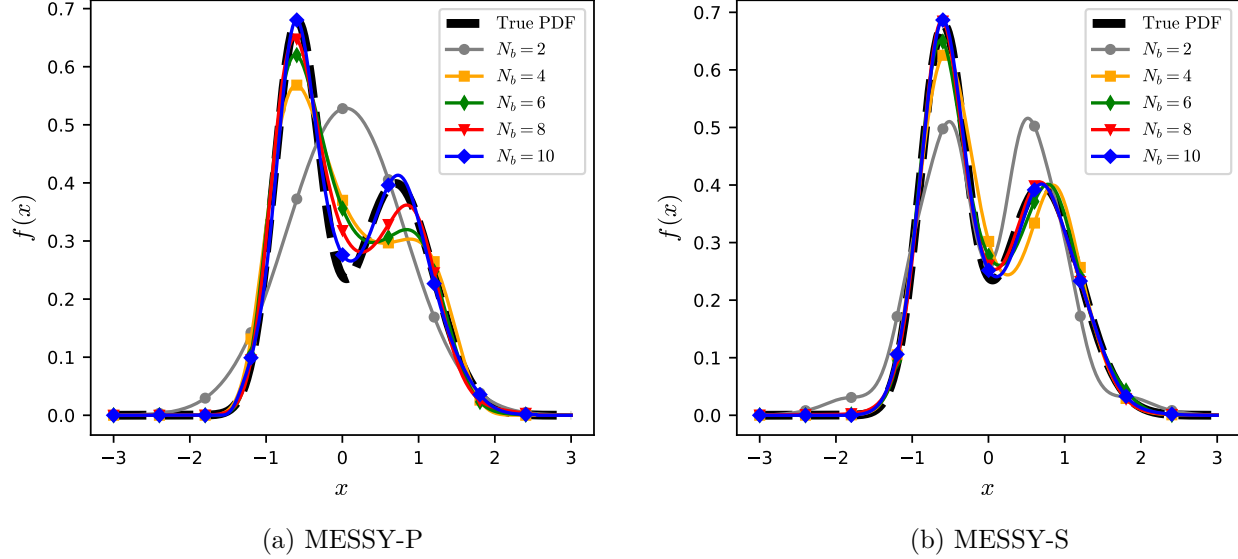 0.7
0.6
0.5
0.4
0.3
0.2
0.1
0.0
f(x)
−3 −2 −1 0 1 2 3
x
True PDF
N_b = 2
N_b = 4
N_b = 6
N_b = 8
N_b = 10
(a) MESSY-P
0.7
0.6
0.5
0.4
0.3
0.2
0.1
0.0
f(x)
−3 −2 −1 0 1 2 3
x
True PDF
N_b = 2
N_b = 4
N_b = 6
N_b = 8
N_b = 10
(b) MESSY-S